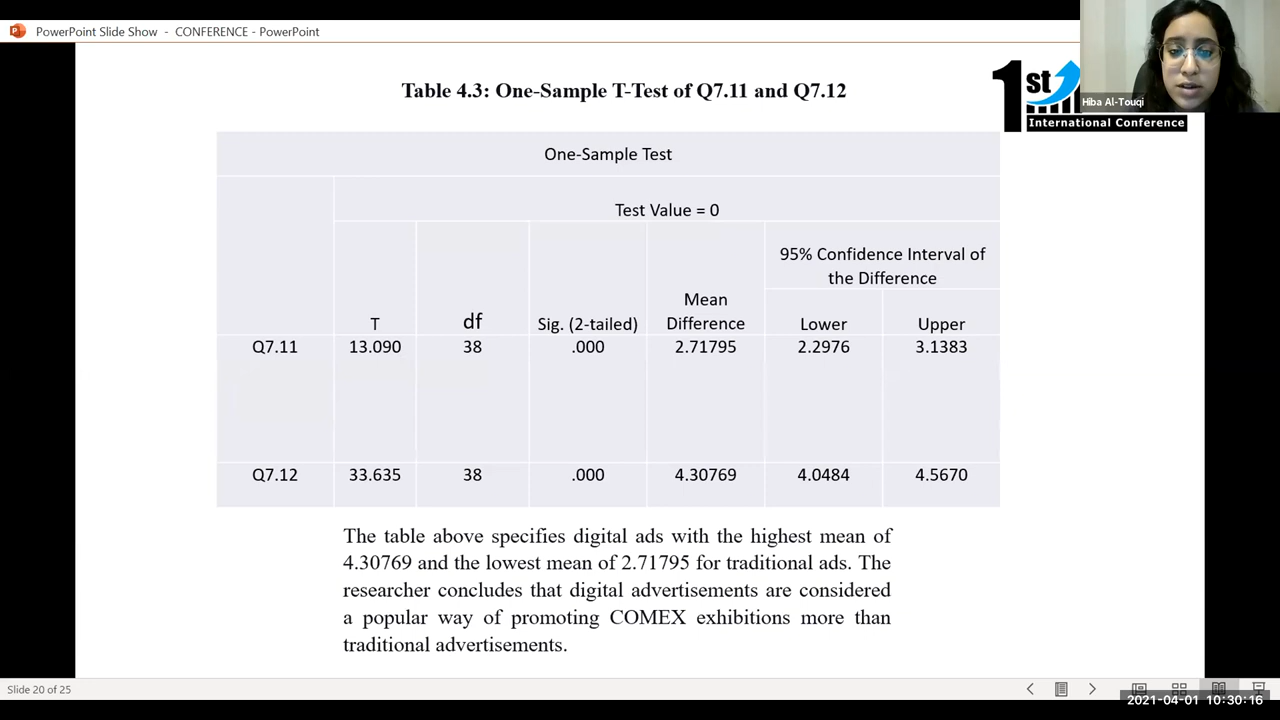 PowerPoint Slide Show - CONFERENCE - PowerPoint
Table 4.3: One-Sample T-Test of Q7.11 and Q7.12
1st
International Conference
Hiba Al-Touqi
One-Sample Test
Test Value = 0
95% Confidence Interval of
the Difference
T df Sig. (2-tailed) Mean
Difference Lower Upper
Q7.11 13.090 38 .000 2.71795 2.2976 3.1383
Q7.12 33.635 38 .000 4.30769 4.0484 4.5670
The table above specifies digital ads with the highest mean of
4.30769 and the lowest mean of 2.71795 for traditional ads. The
researcher concludes that digital advertisements are considered
a popular way of promoting COMEX exhibitions more than
traditional advertisements.
Slide 20 of 25
2021-04-01 10:30:16